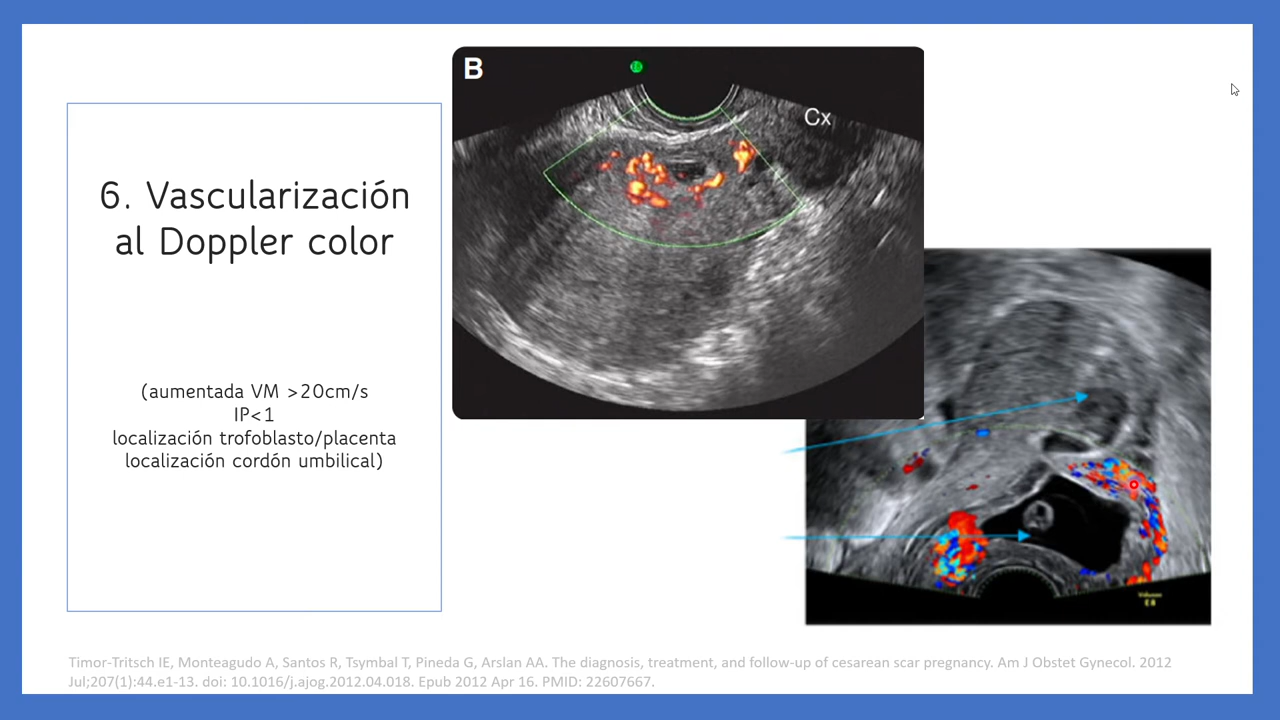 6. Vascularización
al Doppler color
(aumentada VM >20cm/s
IP<1
localización trofoblasto/placenta
localización cordón umbilical)
B
Cx
Voluson
E8
Timor-Tritsch IE, Monteagudo A, Santos R, Tsymbal T, Pineda G, Arslan AA. The diagnosis, treatment, and follow-up of cesarean scar pregnancy. Am J Obstet Gynecol. 2012
Jul;207(1):44.e1-13. doi: 10.1016/j.ajog.2012.04.018. Epub 2012 Apr 16. PMID: 22607667.